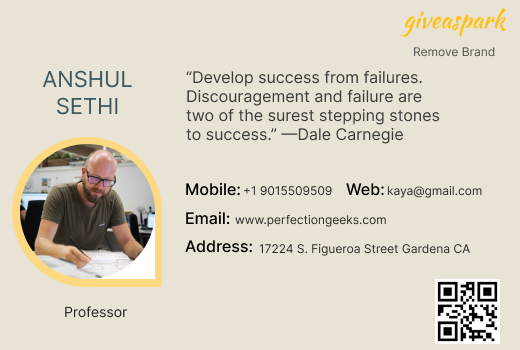 giveaspark
Remove Brand
ANSHUL
SETHI
“Develop success from failures.
Discouragement and failure are
two of the surest stepping stones
to success.” —Dale Carnegie
Mobile: +1 9015509509 Web: kaya@gmail.com
Email: www.perfectiongeeks.com
Address: 17224 S. Figueroa Street Gardena CA
Professor